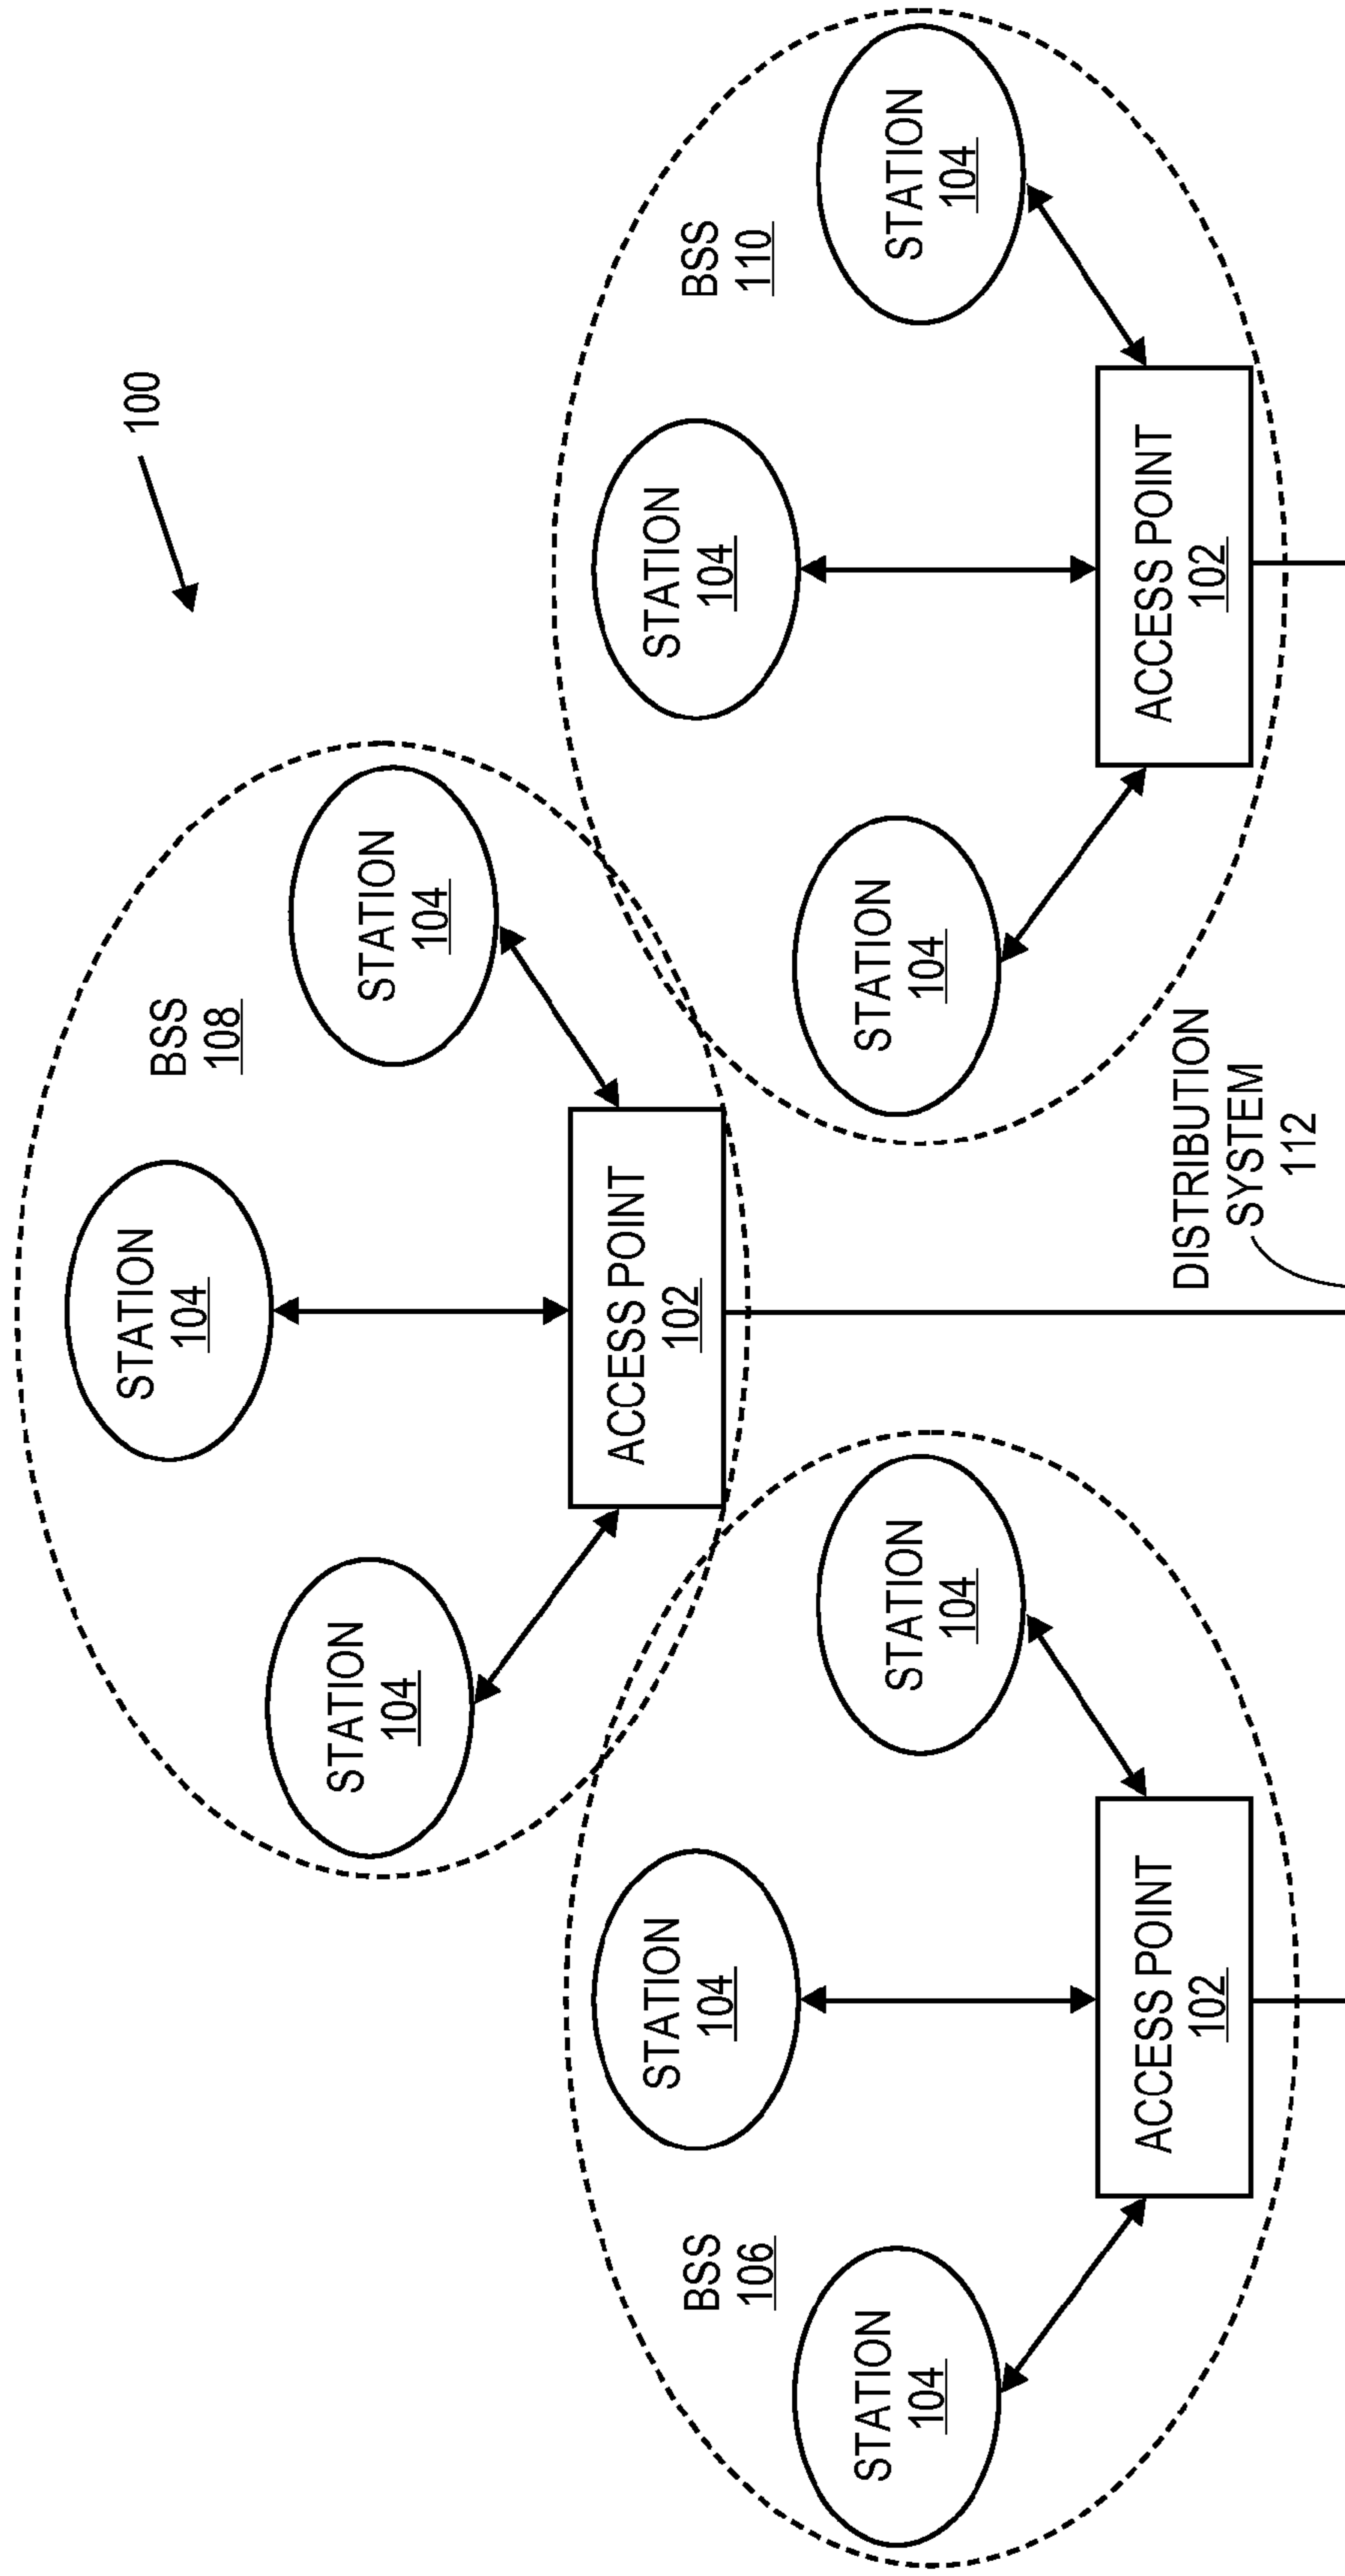 100
BSS
108
STATION
104
STATION
104
STATION
104
ACCESS POINT
102
BSS
106
STATION
104
STATION
104
STATION
104
ACCESS POINT
102
BSS
110
STATION
104
STATION
104
STATION
104
ACCESS POINT
102
DISTRIBUTION
SYSTEM
112